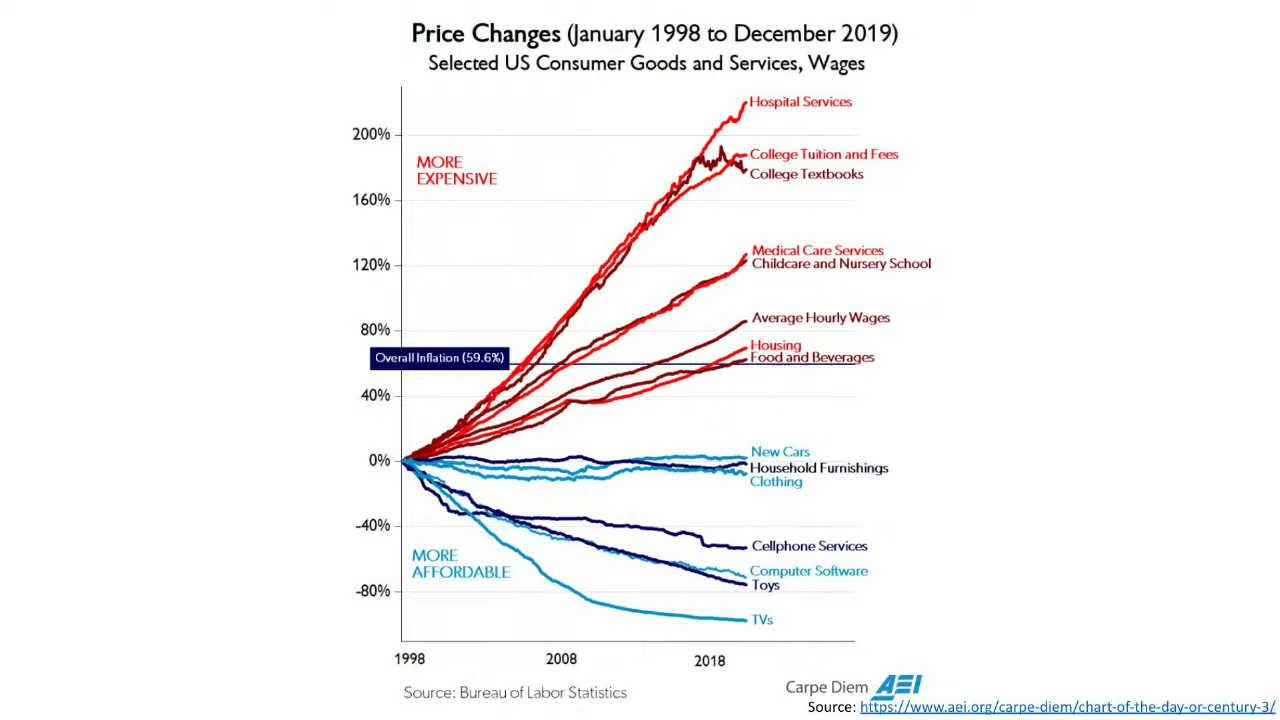 Price Changes (January 1998 to December 2019)
Selected US Consumer Goods and Services, Wages
Hospital Services
200%
MORE
EXPENSIVE
College Tuition and Fees
College Textbooks
160%
Medical Care Services
120%
Childcare and Nursery School
Average Hourly Wages
80%
Housing
Overall Inflation (59.6%)
Food and Beverages
40%
New Cars
0%
Household Furnishings
Clothing
-40%
Cellphone Services
MORE
AFFORDABLE
Computer Software
Toys
-80%
TVs
1998
2008
2018
Source: Bureau of Labor Statistics
Carpe Diem AEI
Source: https://www.aei.org/carpe-diem/chart-of-the-day-or-century-3/